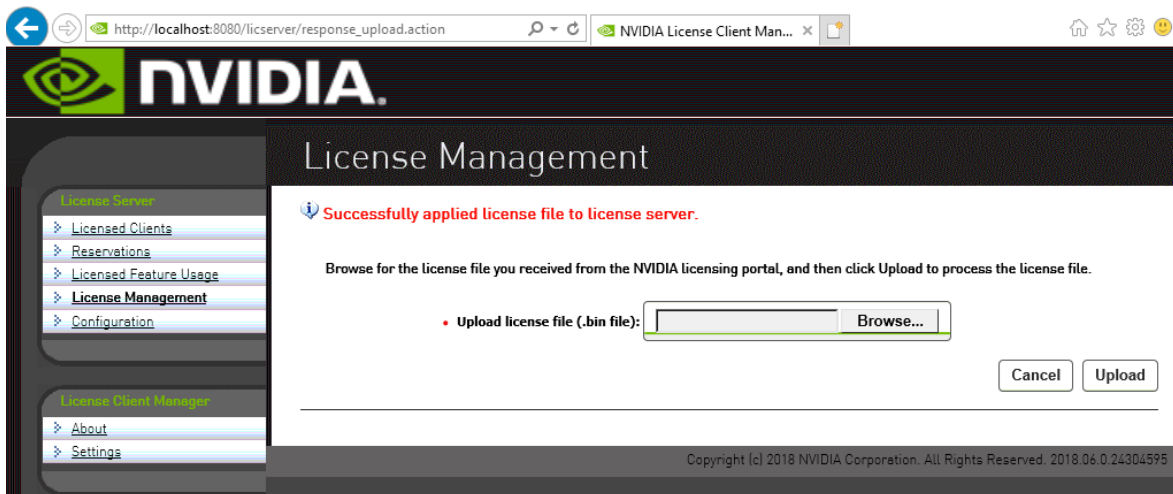 http://localhost:8080/licserver/response_upload.action
NVIDIA License Client Man...
NVIDIA.
License Management
License Server
Licensed Clients
Reservations
Licensed Feature Usage
License Management
Configuration
License Client Manager
About
Settings
Successfully applied license file to license server.
Browse for the license file you received from the NVIDIA licensing portal, and then click Upload to process the license file.
• Upload license file (.bin file): Browse...
Cancel Upload
Copyright (c) 2018 NVIDIA Corporation. All Rights Reserved. 2018.06.0.24304595